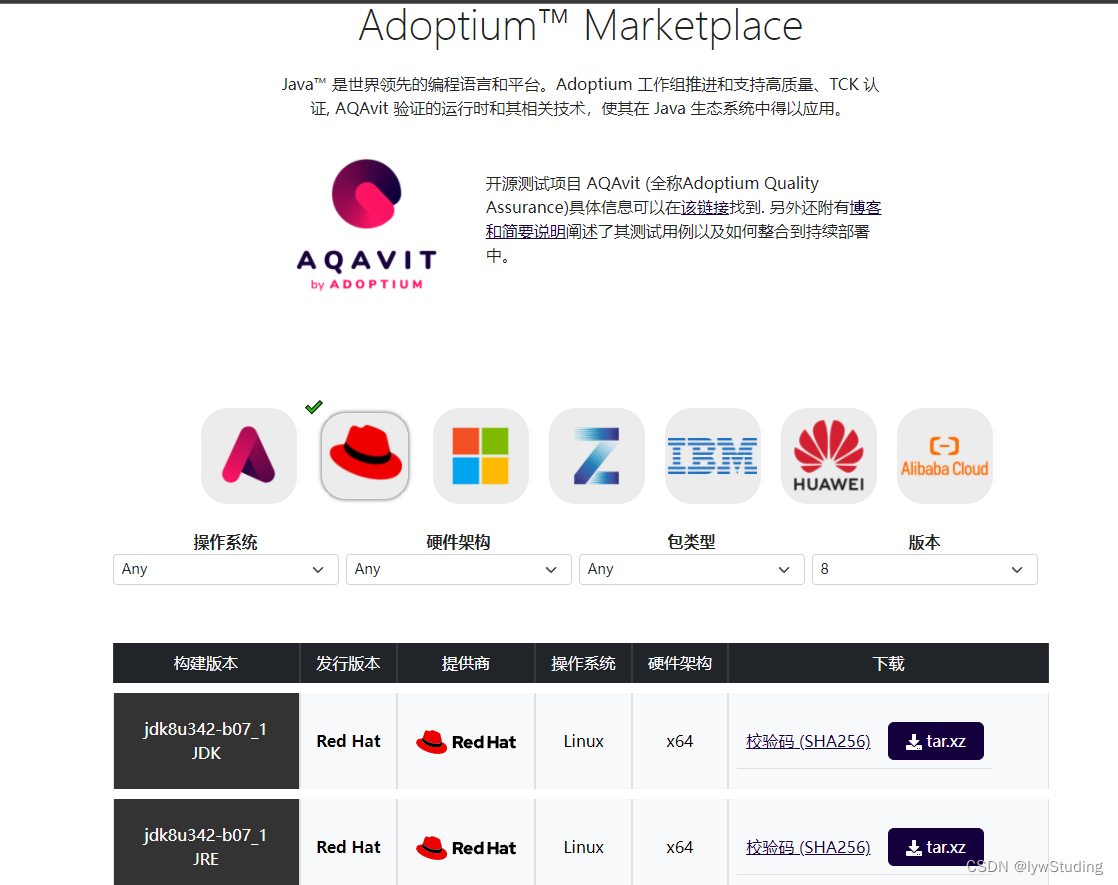 Adoptium™ Marketplace
Java™ 是世界领先的编程语言和平台。Adoptium 工作组推进和支持高质量、TCK 认
证, AQAvit 验证的运行时和其相关技术，使其在 Java 生态系统中得以应用。
开源测试项目 AQAvit (全称Adoptium Quality
Assurance)具体信息可以在该链接找到. 另外还附有博客
和简要说明阐述了其测试用例以及如何整合到持续部署
中。
AQAVIT
by ADOPTIUM
IBM
HUAWEI
Alibaba Cloud
操作系统 硬件架构 包类型 版本
Any Any Any 8
构建版本 发行版本 提供商 操作系统 硬件架构 下载
jdk8u342-b07_1
JDK
Red Hat Red Hat Linux x64 校验码 (SHA256) tar.xz
jdk8u342-b07_1
JRE
Red Hat Red Hat Linux x64 校验码 (SHA256) tar.xz
CSDN @lywStuding